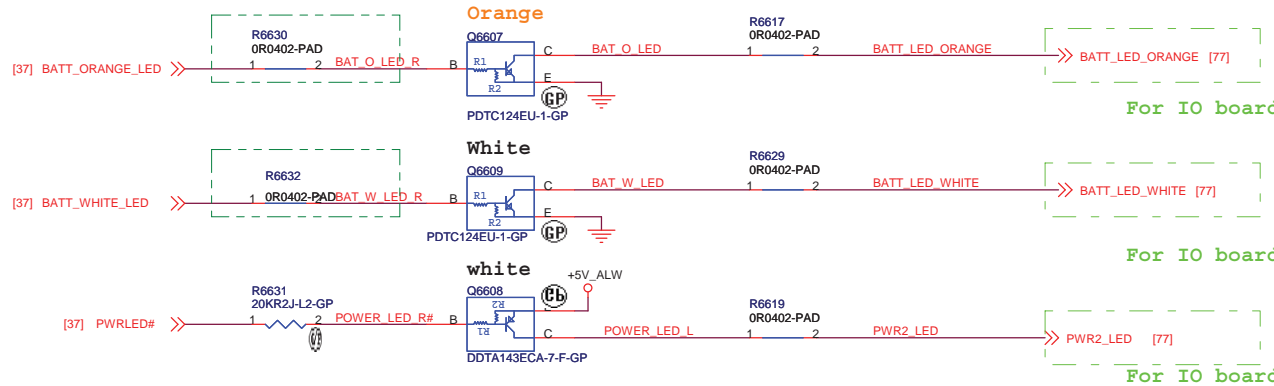 Orange
R6630
0R0402-PAD
Q6607
R6617
0R0402-PAD
[37] BATT_ORANGE_LED
1
2
BAT_O_LED_R
B
R1
R2
C
E
GP
BAT_O_LED
1
2
BATT_LED_ORANGE
BATT_LED_ORANGE [77]
PDTC124EU-1-GP
For IO board
White
R6632
0R0402-PAD
Q6609
R6629
0R0402-PAD
[37] BATT_WHITE_LED
1
BAT_W_LED_R
B
R1
R2
C
E
GP
BAT_W_LED
1
2
BATT_LED_WHITE
BATT_LED_WHITE [77]
PDTC124EU-1-GP
For IO board
white
+5V_ALW
R6631
20KR2J-L2-GP
Q6608
R6619
0R0402-PAD
[37] PWRLED#
1
2
POWER_LED_R#
B
R2
R1
GP
C
POWER_LED_L
1
2
PWR2_LED
PWR2_LED [77]
DDTA143ECA-7-F-GP
For IO board